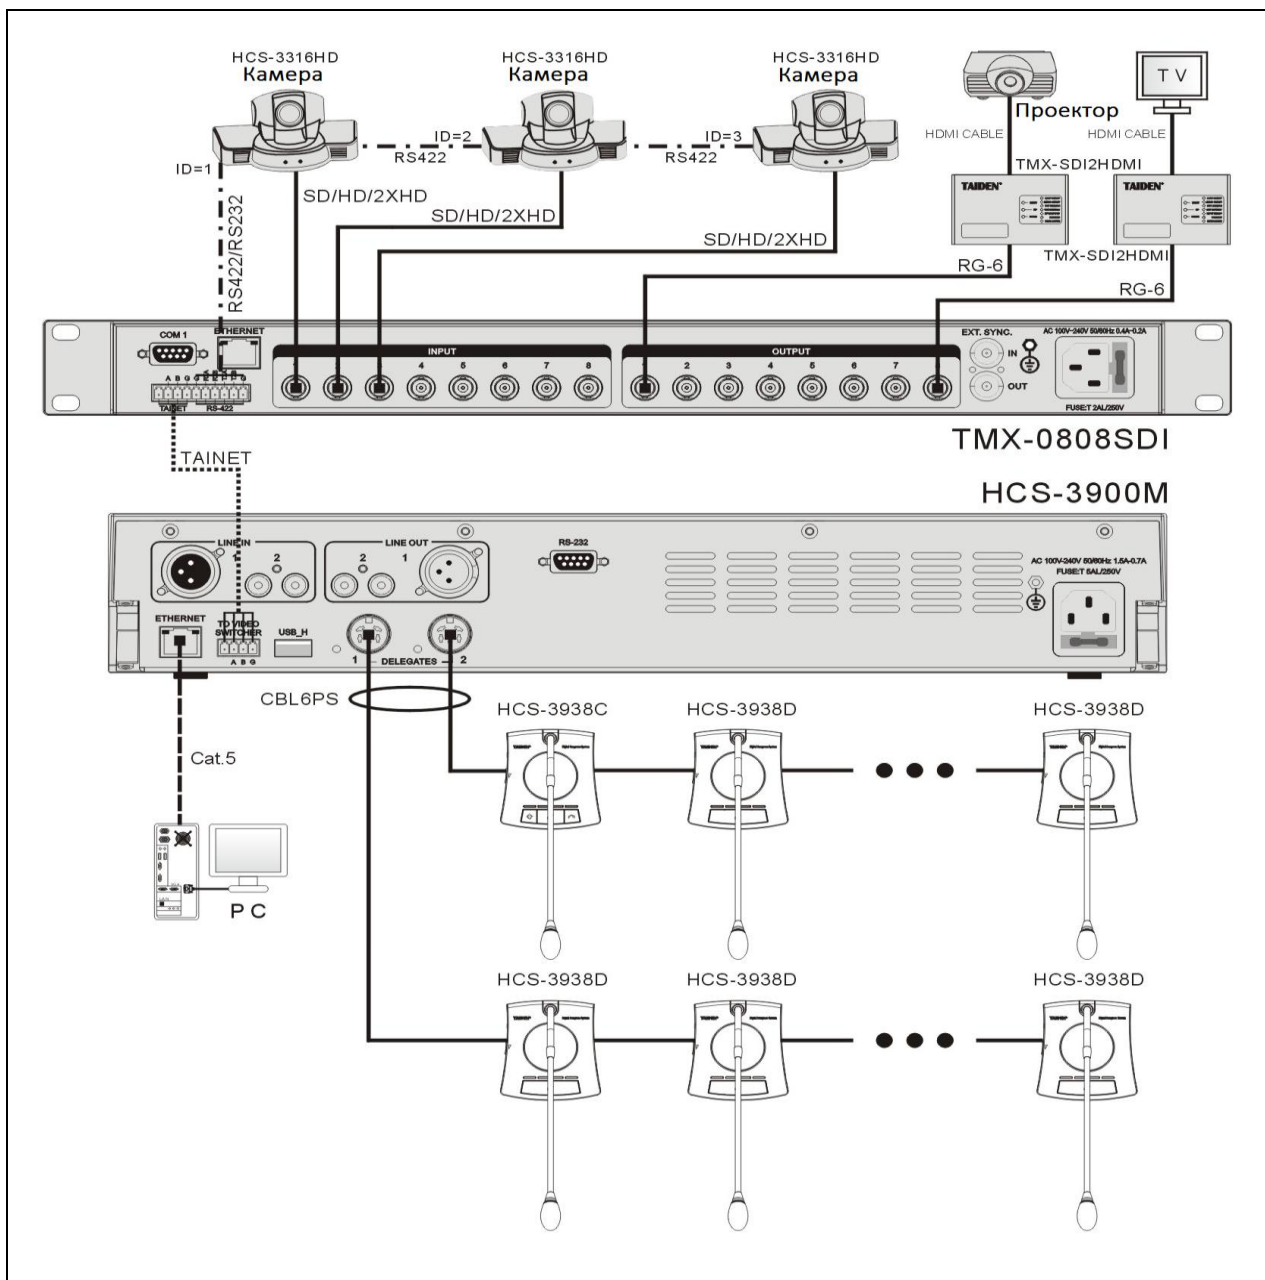 HCS-3316HD
Камера
HCS-3316HD
Камера
HCS-3316HD
Камера
TV
Проектор
HDMI CABLE
HDMI CABLE
ID=1
ID=2
RS422
ID=3
RS422
TMX-SDI2HDMI
TAIDEN
TAIDEN
RS422/RS232
SD/HD/2XHD
SD/HD/2XHD
SD/HD/2XHD
TMX-SDI2HDMI
RG-6
RG-6
COM 1
ETHERNET
INPUT
4 5 6 7 8
OUTPUT
2 3 4 5 6 7
EXT. SYNC.
IN
OUT
AC 100V-240V 50/60Hz 0.4A-0.2A
FUSE:T 2AL/250V
A B G
TAINET
RS-422
TMX-0808SDI
TAINET
HCS-3900M
LINE IN
1 2
LINE OUT
2 1
RS-232
AC 100V-240V 50/60Hz 1.5A-0.7A
FUSE:T 5AL/250V
ETHERNET
TO VIDEO
SWITCHER
A B G
USB_H
1 DELEGATES 2
CBL6PS
Cat.5
PC
HCS-3938C
HCS-3938D
HCS-3938D
HCS-3938D
HCS-3938D
HCS-3938D